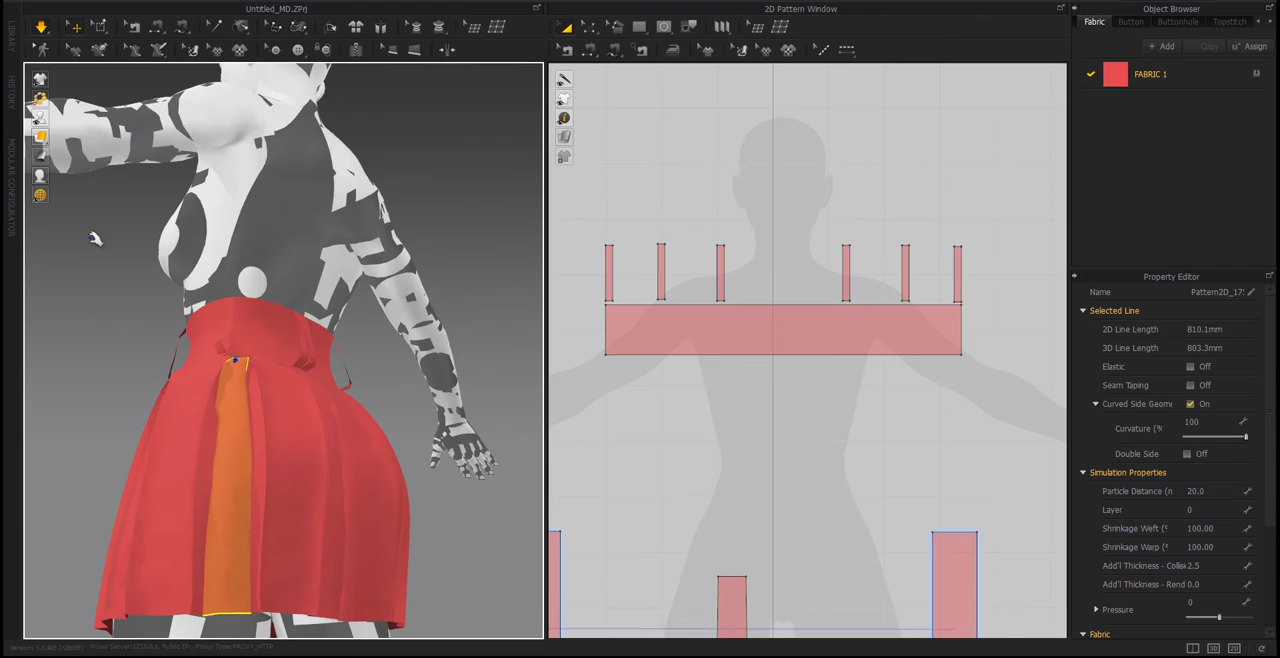 Untitled_MD.ZPrj
2D Pattern Window
Object Browser
LIBRARY
HISTORY
MODULAR CONFIGURATOR
Fabric
Button
Buttonhole
Topstitch
+ Add
Copy
Assign
FABRIC 1
Property Editor
Name Pattern2D_17
Selected Line
2D Line Length 810.1mm
3D Line Length 803.3mm
Elastic Off
Seam Taping Off
Curved Side Geome On
Curvature (% 100
Double Side Off
Simulation Properties
Particle Distance (n 20.0
Layer 0
Shrinkage Weft (% 100.00
Shrinkage Warp (% 100.00
Add'l Thickness - Collis 2.5
Add'l Thickness - Rend 0.0
Pressure 0
Fabric
3D
2D